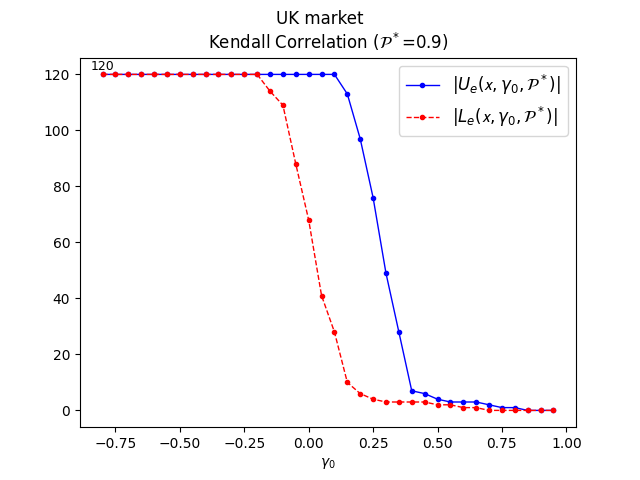 UK market
Kendall Correlation (𝒫*=0.9)
120
|Uₑ(x, γ₀, 𝒫*)|
|Lₑ(x, γ₀, 𝒫*)|
120
100
80
60
40
20
0
−0.75 −0.50 −0.25 0.00 0.25 0.50 0.75 1.00
γ₀